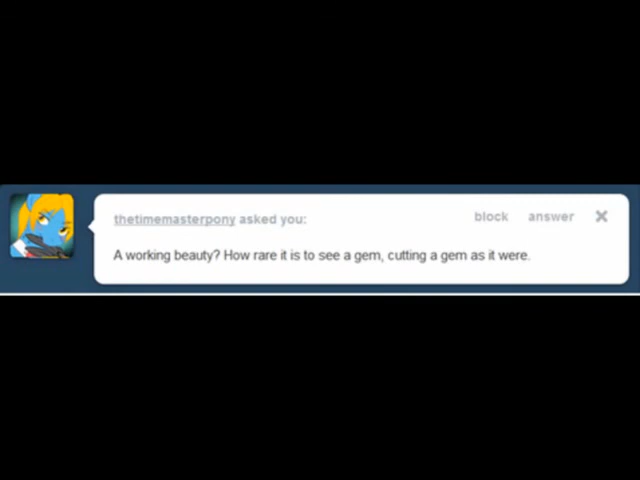 thetimemasterpony asked you:
block answer ×
A working beauty? How rare it is to see a gem, cutting a gem as it were.